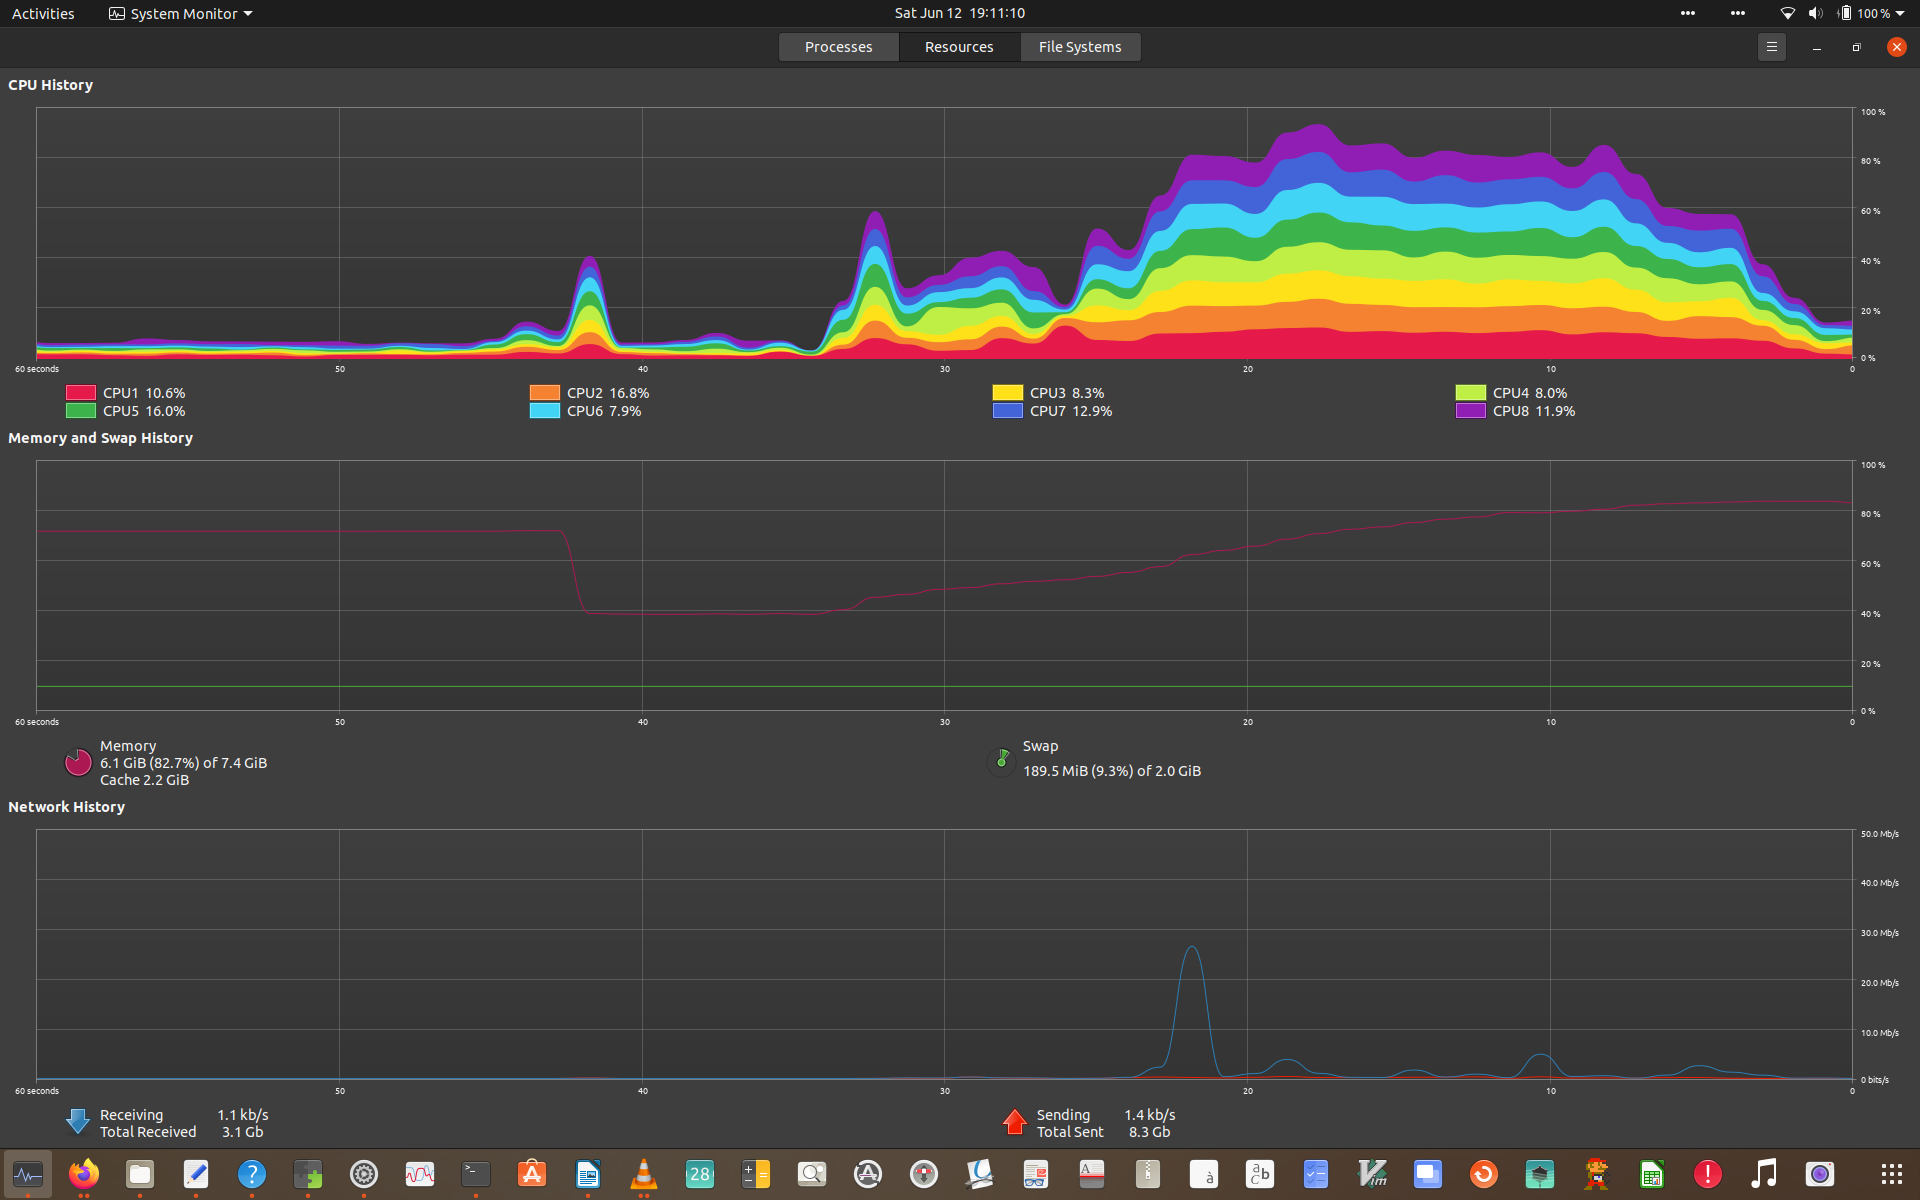 Activities System Monitor Sat Jun 12 19:11:10 100 %
Processes Resources File Systems
CPU History
100 %
80 %
60 %
40 %
20 %
0 %
60 seconds 50 40 30 20 10 0
CPU1 10.6% CPU2 16.8% CPU3 8.3% CPU4 8.0%
CPU5 16.0% CPU6 7.9% CPU7 12.9% CPU8 11.9%
Memory and Swap History
100 %
80 %
60 %
40 %
20 %
0 %
60 seconds 50 40 30 20 10 0
Memory Swap
6.1 GiB (82.7%) of 7.4 GiB 189.5 MiB (9.3%) of 2.0 GiB
Cache 2.2 GiB
Network History
50.0 Mb/s
40.0 Mb/s
30.0 Mb/s
20.0 Mb/s
10.0 Mb/s
0 bits/s
60 seconds 50 40 30 20 10 0
Receiving 1.1 kb/s Sending 1.4 kb/s
Total Received 3.1 Gb Total Sent 8.3 Gb
28